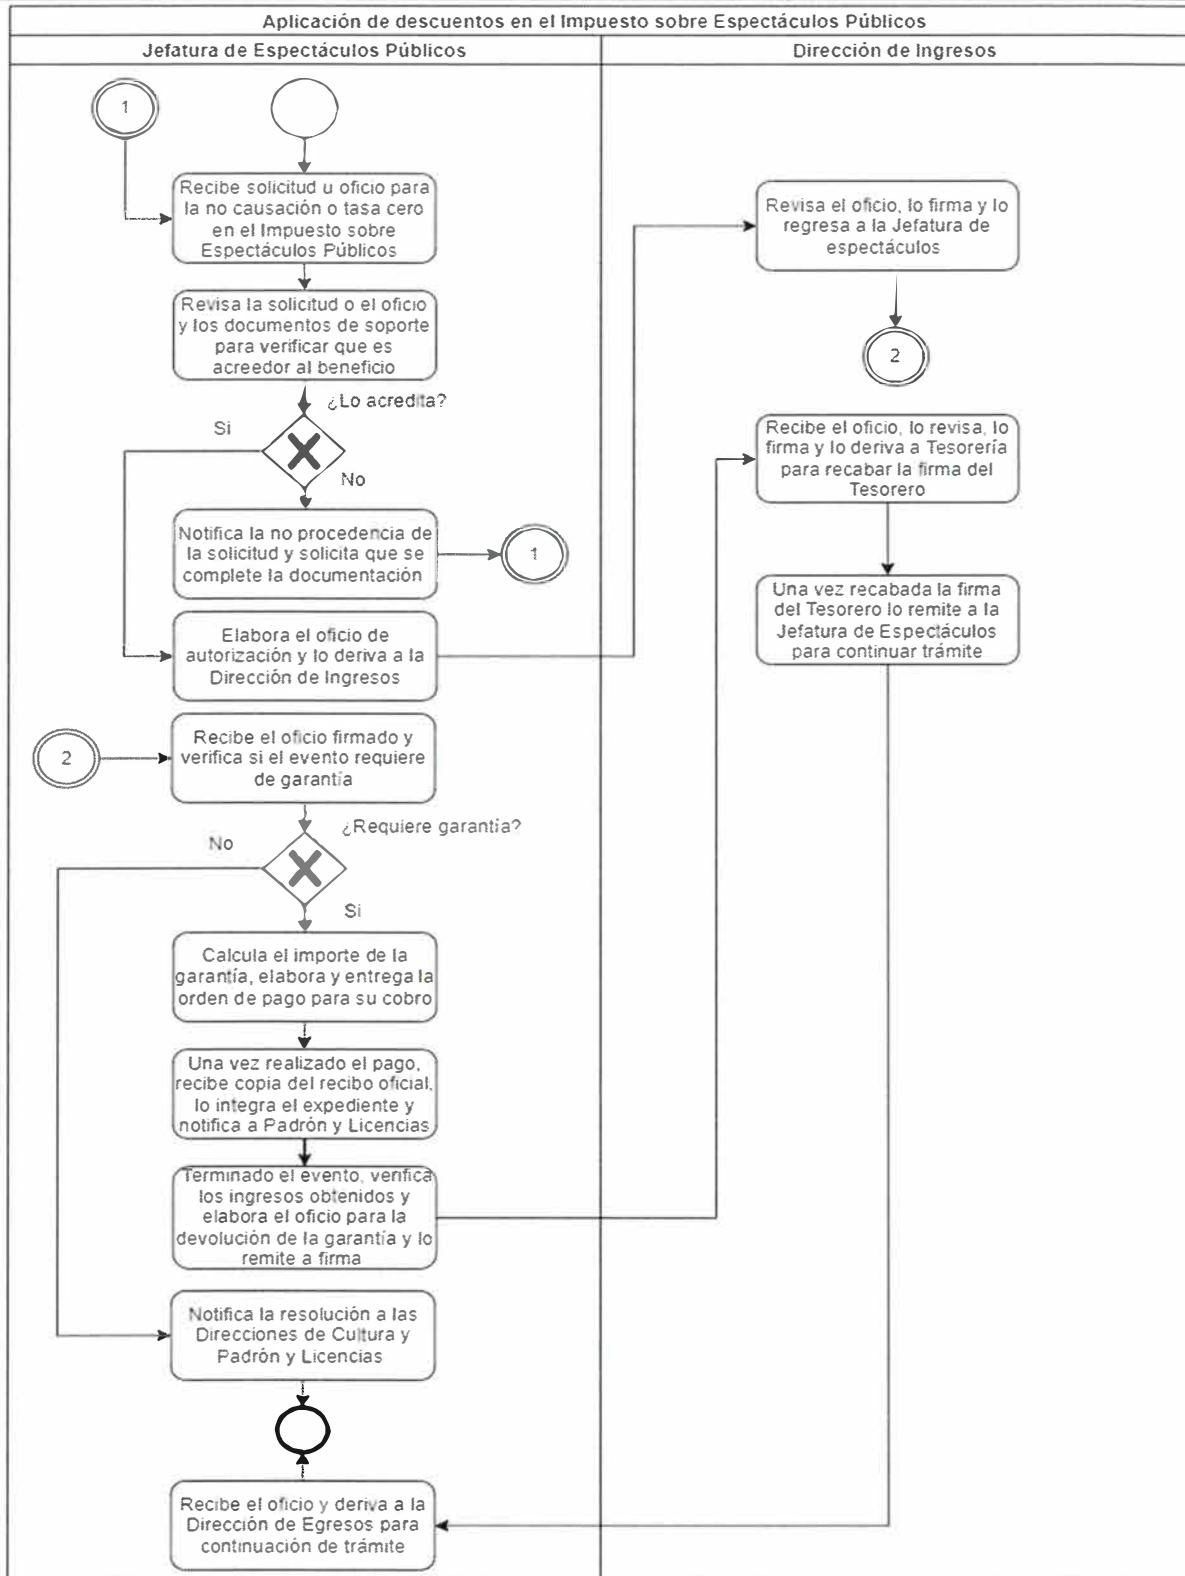 Aplicación de descuentos en el Impuesto sobre Espectáculos Públicos
Jefatura de Espectáculos Públicos
Dirección de Ingresos
1
Recibe solicitud u oficio para
la no causación o tasa cero
en el Impuesto sobre
Espectáculos Públicos
Revisa la solicitud o el oficio
y los documentos de soporte
para verificar que es
acreedor al beneficio
¿Lo acredita?
Si
No
Notifica la no procedencia de
la solicitud y solicita que se
complete la documentación
1
Elabora el oficio de
autorización y lo deriva a la
Dirección de Ingresos
Revisa el oficio, lo firma y lo
regresa a la Jefatura de
espectáculos
2
2
Recibe el oficio firmado y
verifica si el evento requiere
de garantía
¿Requiere garantía?
No
Si
Calcula el importe de la
garantía, elabora y entrega la
orden de pago para su cobro
Una vez realizado el pago,
recibe copia del recibo oficial,
lo integra el expediente y
notifica a Padrón y Licencias
Terminado el evento, verifica
los ingresos obtenidos y
elabora el oficio para la
devolución de la garantía y lo
remite a firma
Recibe el oficio, lo revisa, lo
firma y lo deriva a Tesorería
para recabar la firma del
Tesorero
Una vez recabada la firma
del Tesorero lo remite a la
Jefatura de Espectáculos
para continuar trámite
Notifica la resolución a las
Direcciones de Cultura y
Padrón y Licencias
Recibe el oficio y deriva a la
Dirección de Egresos para
continuación de trámite